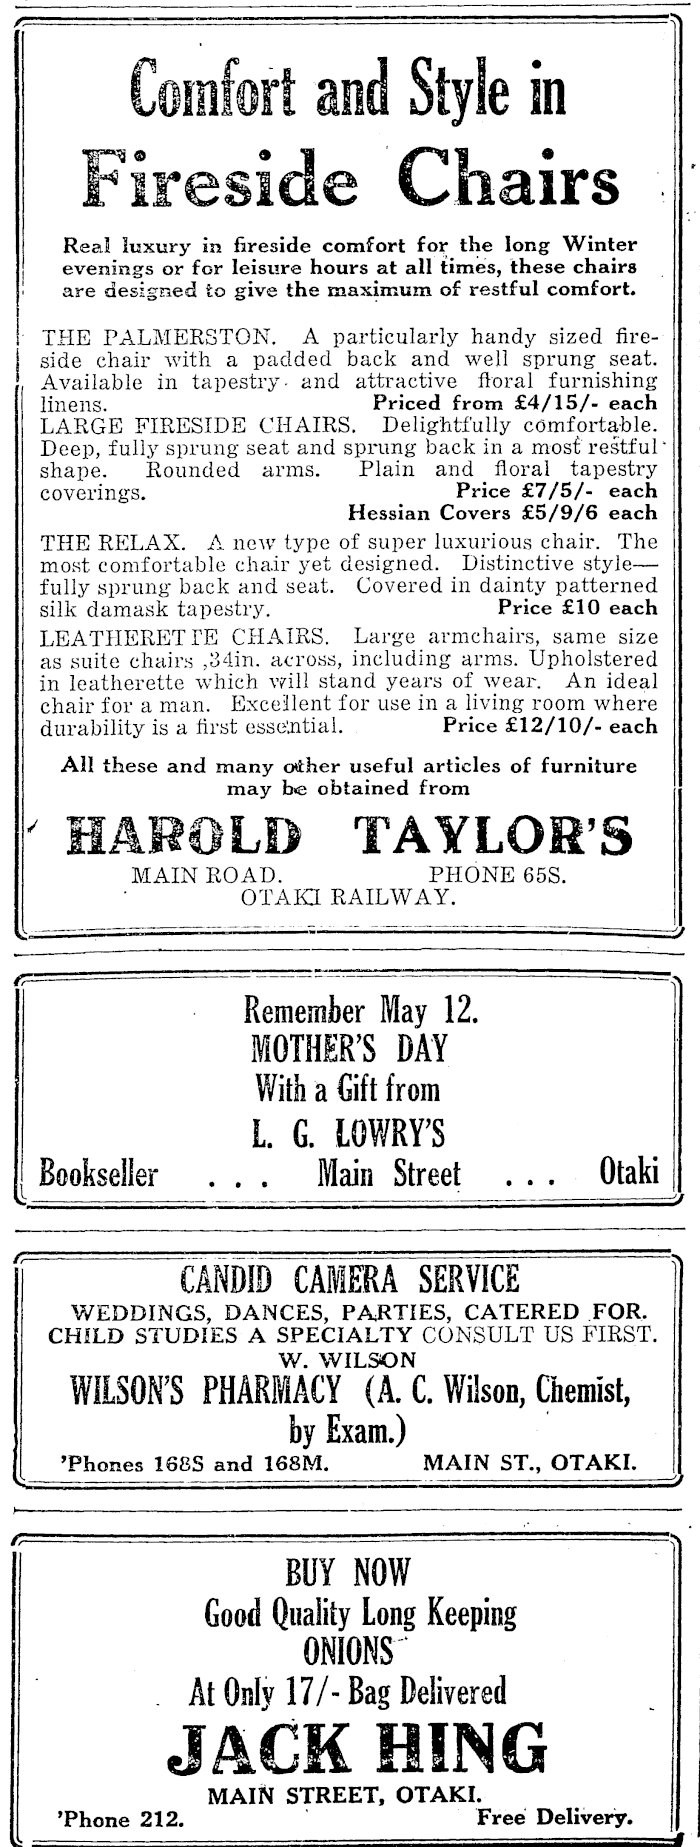 Comfort and Style in
Fireside Chairs
Real luxury in fireside comfort for the long Winter
evenings or for leisure hours at all times, these chairs
are designed to give the maximum of restful comfort.
THE PALMERSTON. A particularly handy sized fire-
side chair with a padded back and well sprung seat.
Available in tapestry and attractive floral furnishing
linens. Priced from £4/15/- each
LARGE FIRESIDE CHAIRS. Delightfully comfortable.
Deep, fully sprung seat and sprung back in a most restful
shape. Rounded arms. Plain and floral tapestry
coverings. Price £7/5/- each
Hessian Covers £5/9/6 each
THE RELAX. A new type of super luxurious chair. The
most comfortable chair yet designed. Distinctive style—
fully sprung back and seat. Covered in dainty patterned
silk damask tapestry. Price £10 each
LEATHERETTE CHAIRS. Large armchairs, same size
as suite chairs ,34in. across, including arms. Upholstered
in leatherette which will stand years of wear. An ideal
chair for a man. Excellent for use in a living room where
durability is a first essential. Price £12/10/- each
All these and many other useful articles of furniture
may be obtained from
HAROLD TAYLOR'S
MAIN ROAD. PHONE 65S.
OTAKI RAILWAY.
Remember May 12.
MOTHER'S DAY
With a Gift from
L. G. LOWRY'S
Bookseller . . . Main Street . . . Otaki
CANDID CAMERA SERVICE
WEDDINGS, DANCES, PARTIES, CATERED FOR.
CHILD STUDIES A SPECIALTY CONSULT US FIRST.
W. WILSON
WILSON'S PHARMACY (A. C. Wilson, Chemist,
by Exam.)
'Phones 168S and 168M. MAIN ST., OTAKI.
BUY NOW
Good Quality Long Keeping
ONIONS
At Only 17/- Bag Delivered
JACK HING
MAIN STREET, OTAKI.
'Phone 212. Free Delivery.